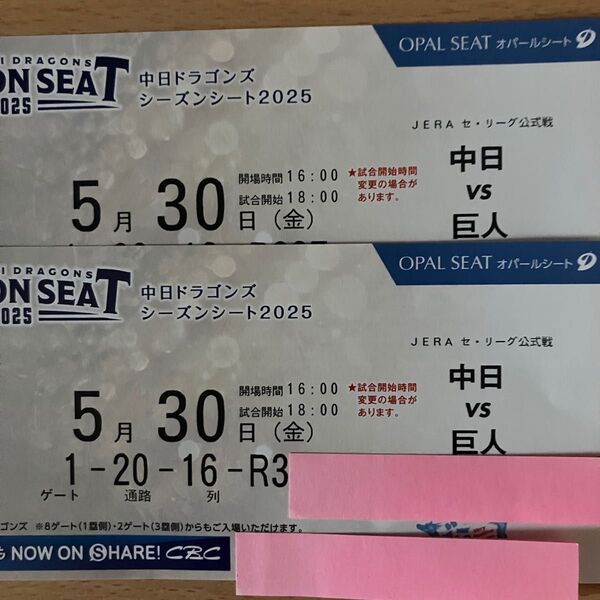 I DRAGONS
ON SEAT
2025
中日ドラゴンズ
シーズンシート2025
OPAL SEAT オパールシート
JERA セ・リーグ公式戦
開場時間 16:00
試合開始 18:00
★試合開始時間
変更の場合が
あります。
5月 30日(金)
中日
VS
巨人
I DRAGONS
ON SEAT
2025
中日ドラゴンズ
シーズンシート2025
OPAL SEAT オパールシート
JERA セ・リーグ公式戦
開場時間 16:00
試合開始 18:00
★試合開始時間
変更の場合が
あります。
5月 30日(金)
中日
VS
巨人
1-20-16-R3
ゲート 通路 列
ゴンズ ※8ゲート(1塁側)・2ゲート(3塁側)からもご入場いただけます。
NOW ON SHARE! CBC